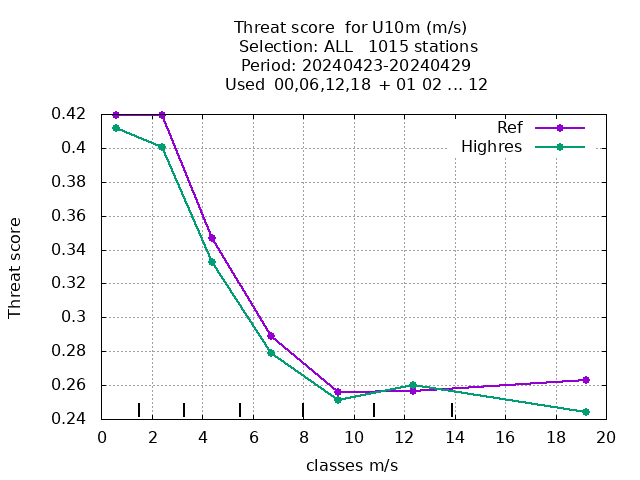 Threat score for U10m (m/s)
Selection: ALL 1015 stations
Period: 20240423-20240429
Used 00,06,12,18 + 01 02 ... 12
Ref
Highres
Threat score
0.42
0.4
0.38
0.36
0.34
0.32
0.3
0.28
0.26
0.24
0 2 4 6 8 10 12 14 16 18 20
classes m/s